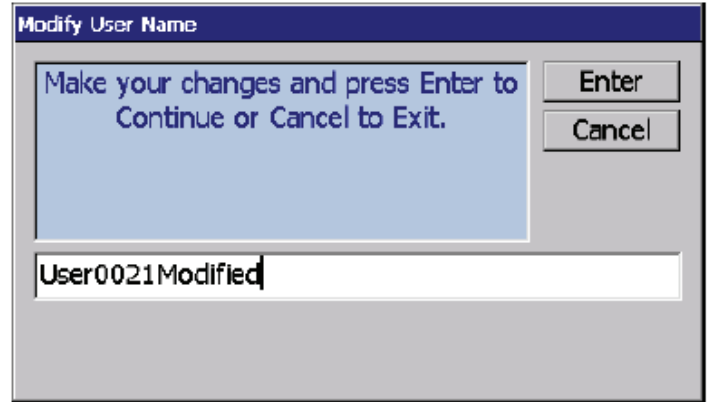 Modify User Name
Make your changes and press Enter to
Continue or Cancel to Exit.
Enter
Cancel
User0021Modified